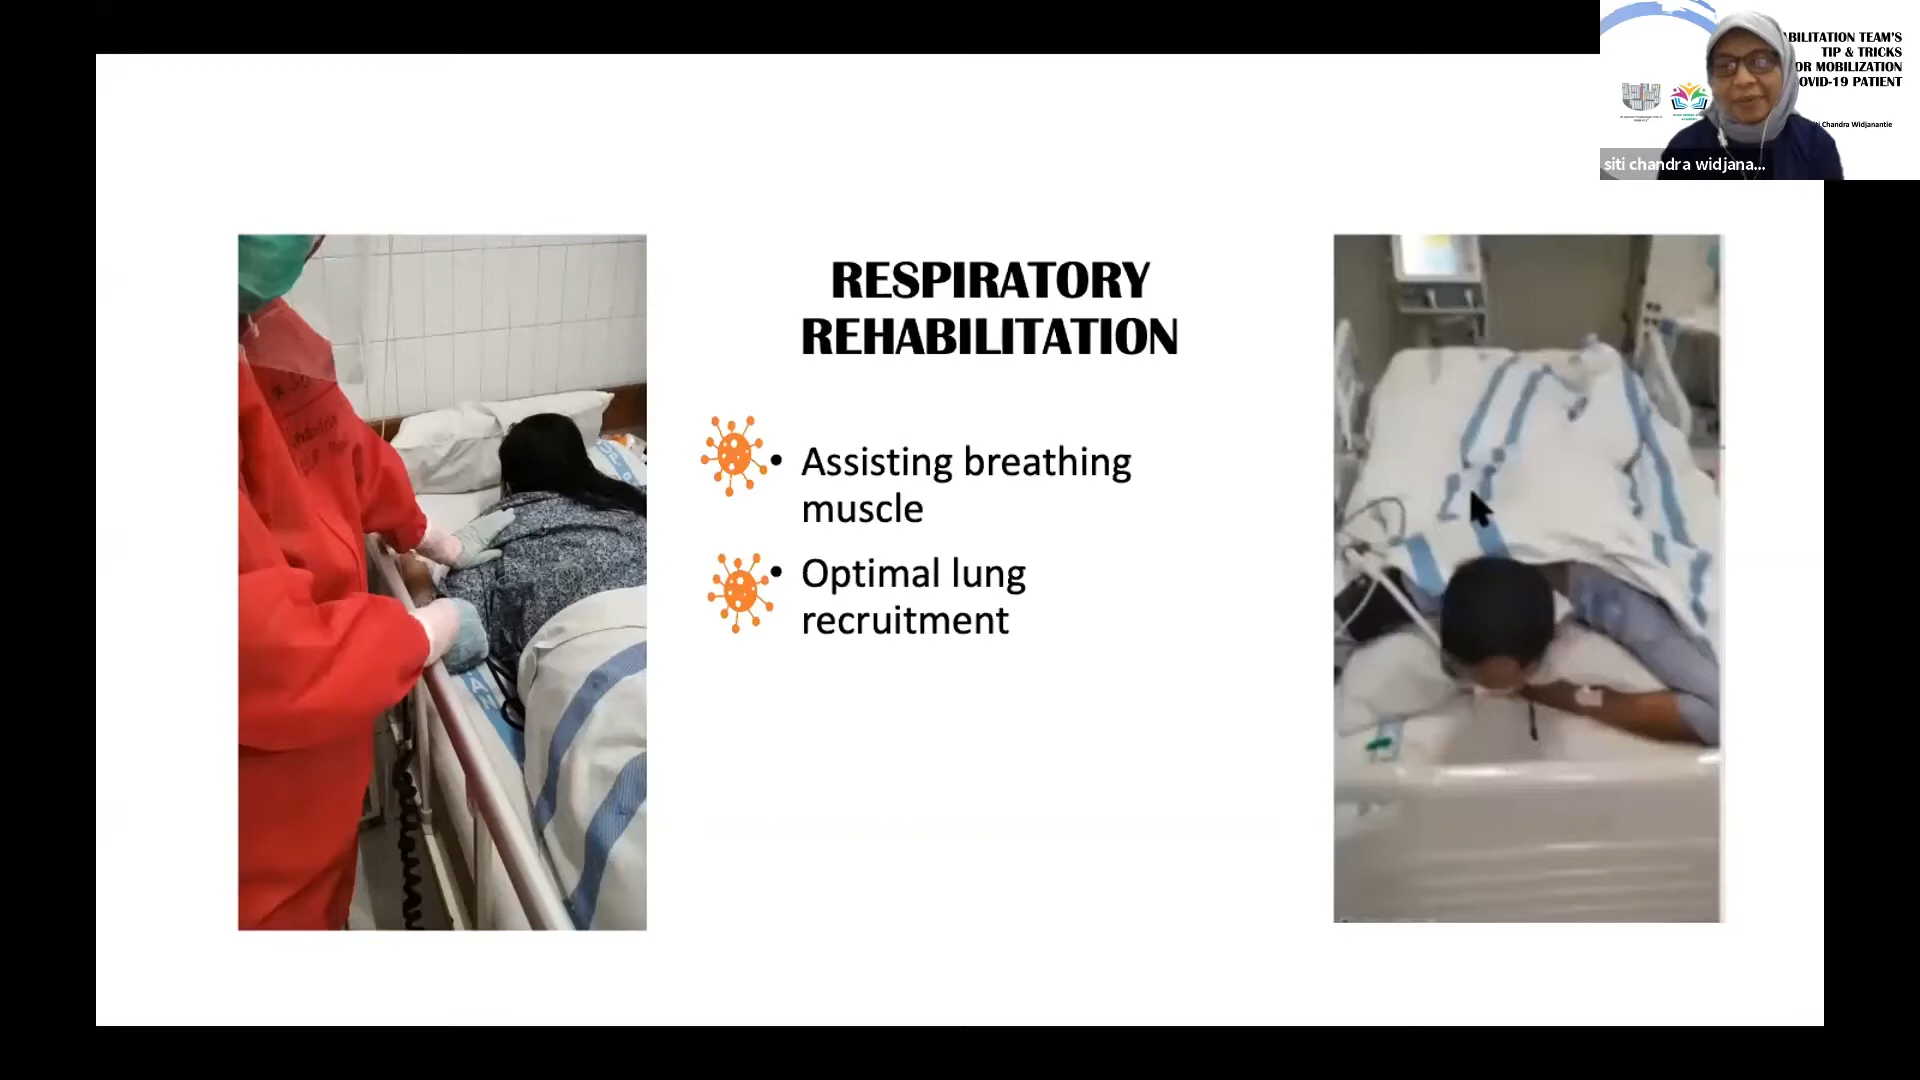 BILITATION TEAM'S
TIP & TRICKS
OR MOBILIZATION
OVID-19 PATIENT
Chandra Widjanantie
siti chandra widjana...
RESPIRATORY
REHABILITATION
• Assisting breathing
muscle
• Optimal lung
recruitment